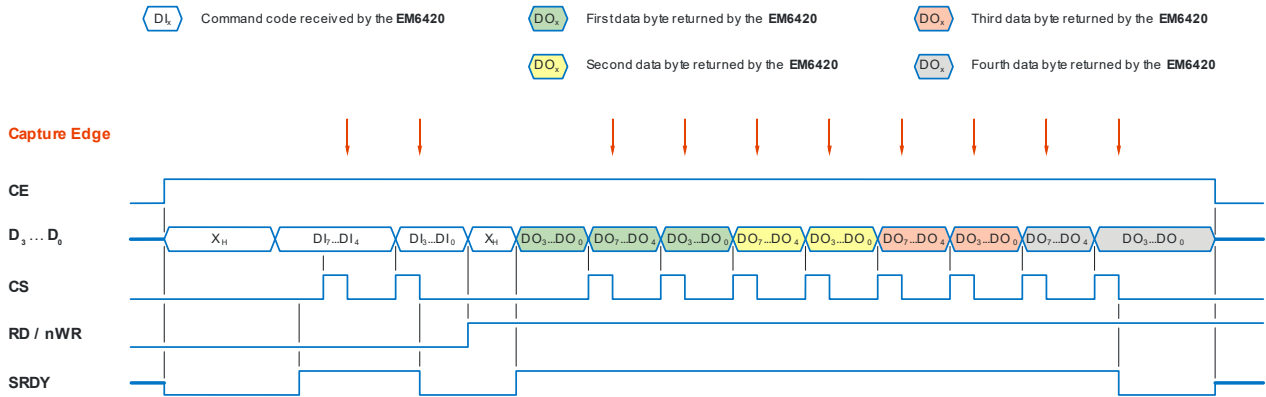 DIx Command code received by the EM6420 DOx First data byte returned by the EM6420 DOx Third data byte returned by the EM6420
DOx Second data byte returned by the EM6420 DOx Fourth data byte returned by the EM6420
Capture Edge
CE
D3 ... D0 XH DI7...DI4 DI3...DI0 XH DO3...DO0 DO7...DO4 DO3...DO0 DO7...DO4 DO3...DO0 DO7...DO4 DO3...DO0 DO7...DO4 DO3...DO0
CS
RD / nWR
SRDY